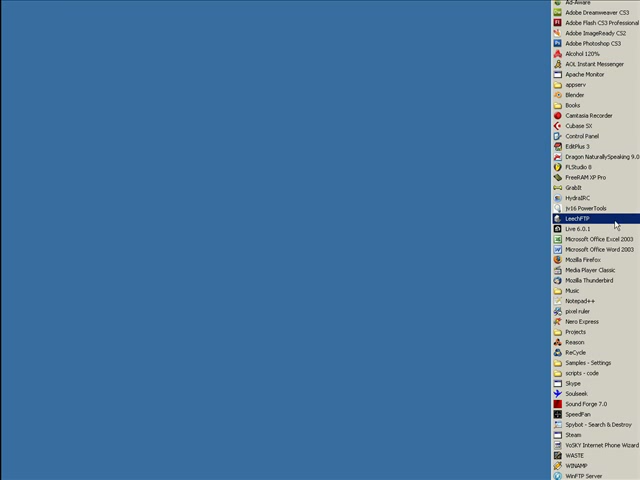 Ad-Aware
Adobe Dreamweaver CS3
Adobe Flash CS3 Professional
Adobe ImageReady CS2
Adobe Photoshop CS3
Alcohol 120%
AOL Instant Messenger
Apache Monitor
appserv
Blender
Books
Camtasia Recorder
Cubase SX
Control Panel
EditPlus 3
Dragon NaturallySpeaking 9.0
FLStudio 8
FreeRAM XP Pro
GrabIt
HydraIRC
jv16 PowerTools
LeechFTP
Live 6.0.1
Microsoft Office Excel 2003
Microsoft Office Word 2003
Mozilla Firefox
Media Player Classic
Mozilla Thunderbird
Music
Notepad++
pixel ruler
Nero Express
Projects
Reason
ReCycle
Samples - Settings
scripts - code
Skype
Soulseek
Sound Forge 7.0
SpeedFan
Spybot - Search & Destroy
Steam
VoSKY Internet Phone Wizard
WASTE
WINAMP
WinFTP Server